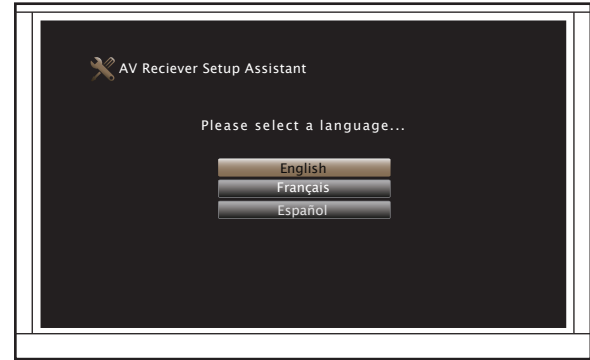 AV Reciever Setup Assistant
Please select a language...
English
Français
Español